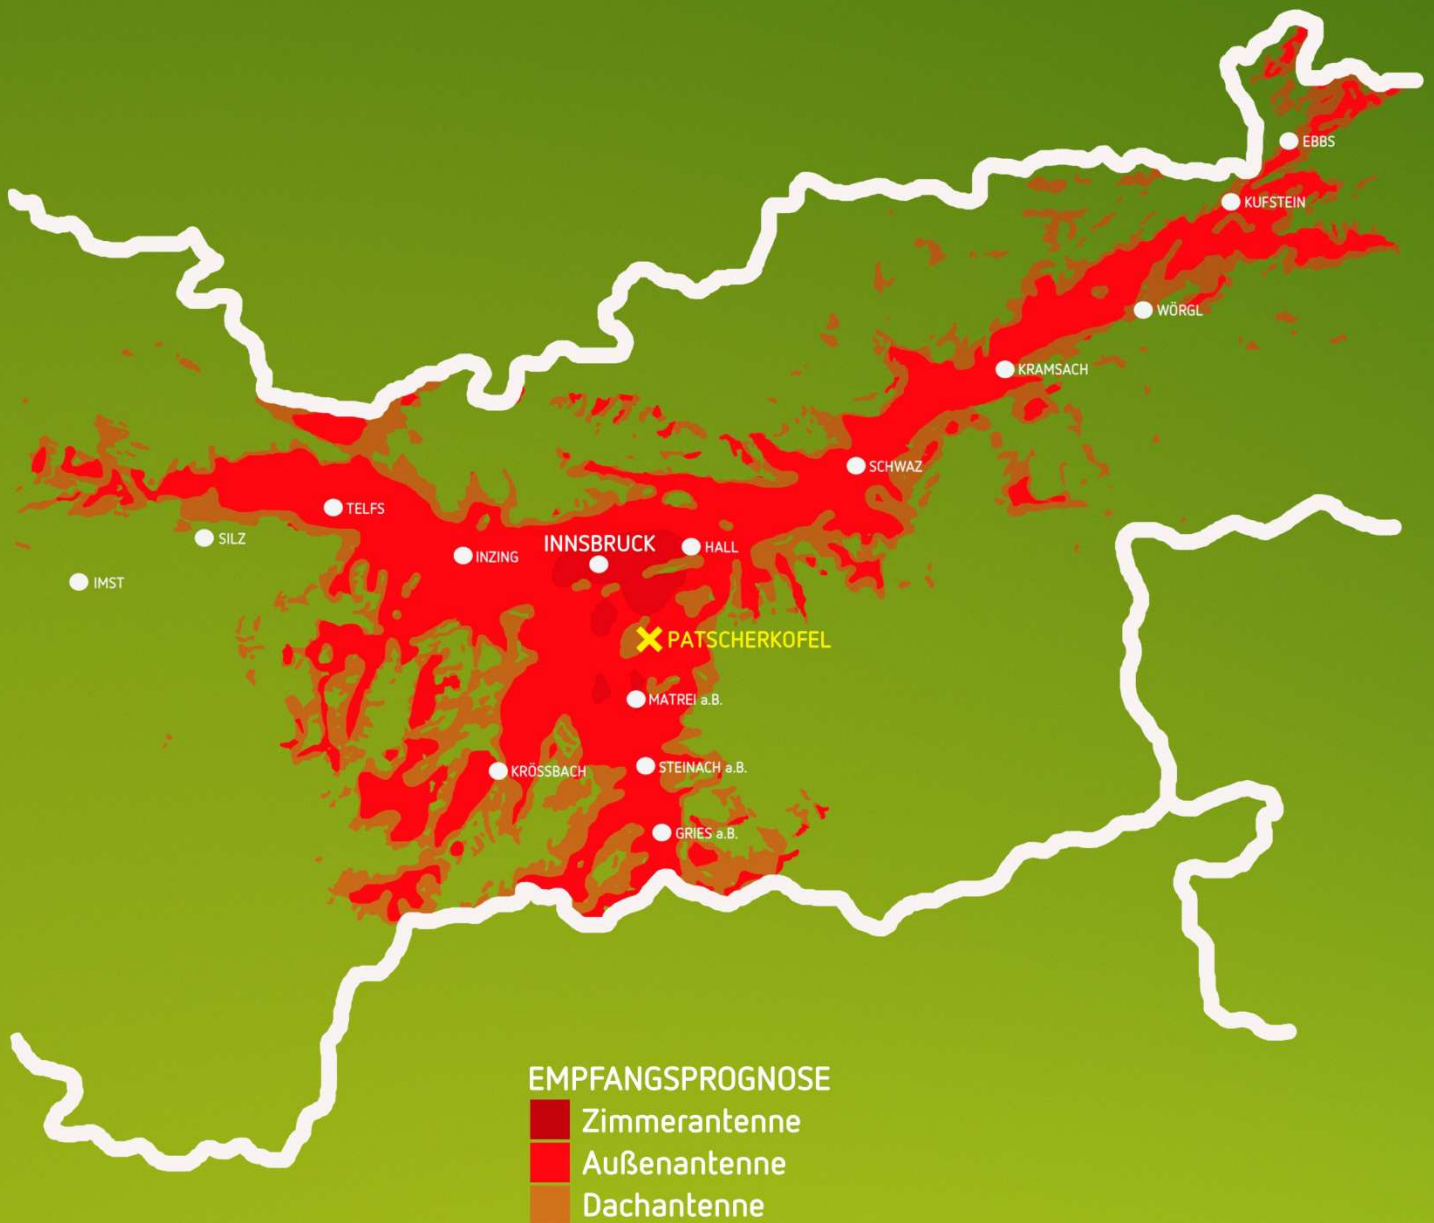 EBBS
KUFSTEIN
WÖRGL
KRAMSACH
SCHWAZ
TELFS
SILZ
INNSBRUCK
HALL
INZING
IMST
PATSCHERKOFEL
MATREI a.B.
STEINACH a.B.
KRÖSSBACH
GRIES a.B.
EMPFANGSPROGNOSE
Zimmerantenne
Außenantenne
Dachantenne